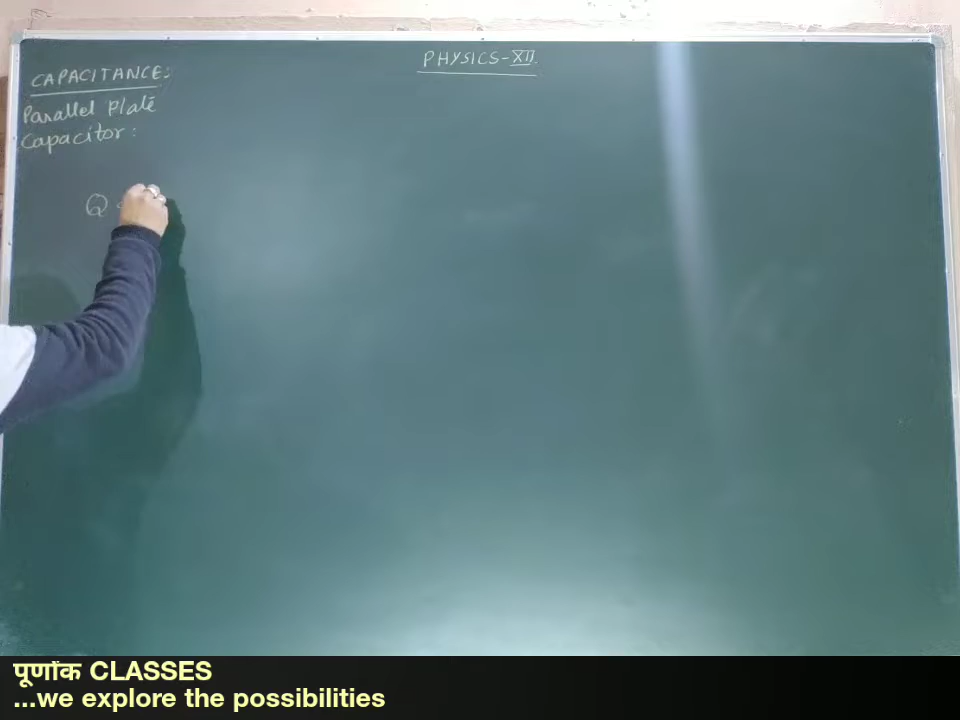 PHYSICS-XII.
CAPACITANCE:
Parallel Plate
Capacitor:
Q
पूर्णांक CLASSES
...we explore the possibilities